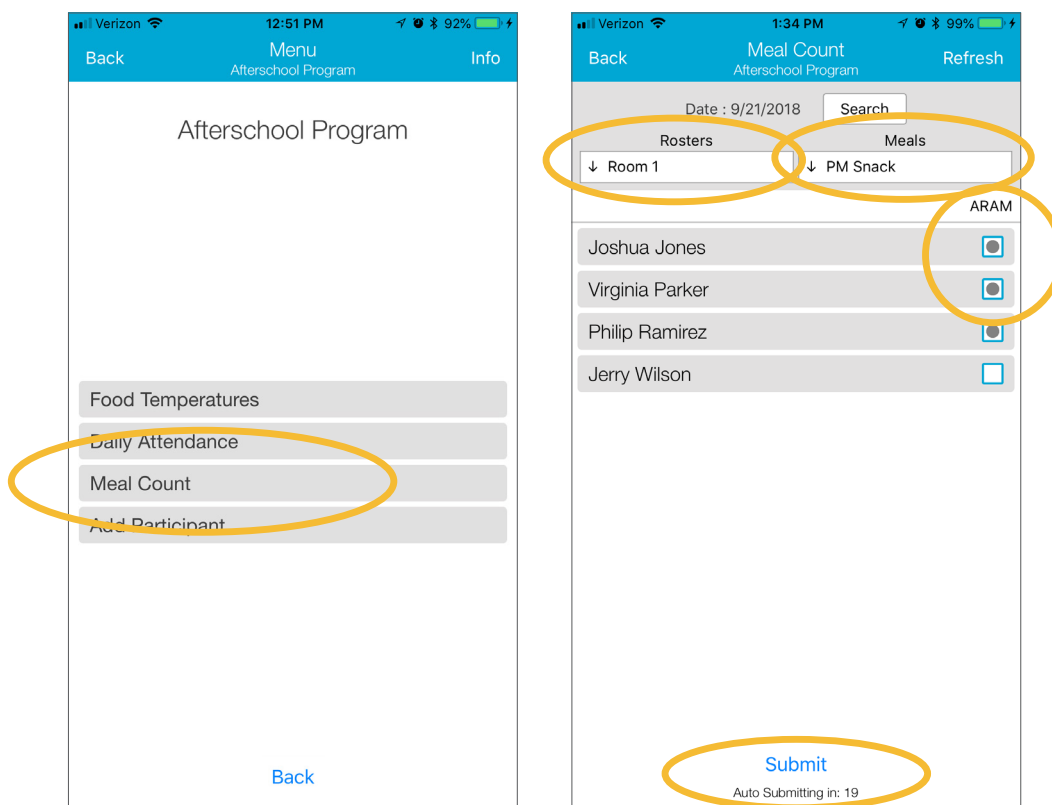 Verizon 12:51 PM 92%
Back Menu Info
Afterschool Program
Afterschool Program
Food Temperatures
Daily Attendance
Meal Count
Add Participant
Back
Verizon 1:34 PM 99%
Back Meal Count Refresh
Afterschool Program
Date : 9/21/2018 Search
Rosters Meals
↓ Room 1 ↓ PM Snack
ARAM
Joshua Jones
Virginia Parker
Philip Ramirez
Jerry Wilson
Submit
Auto Submitting in: 19